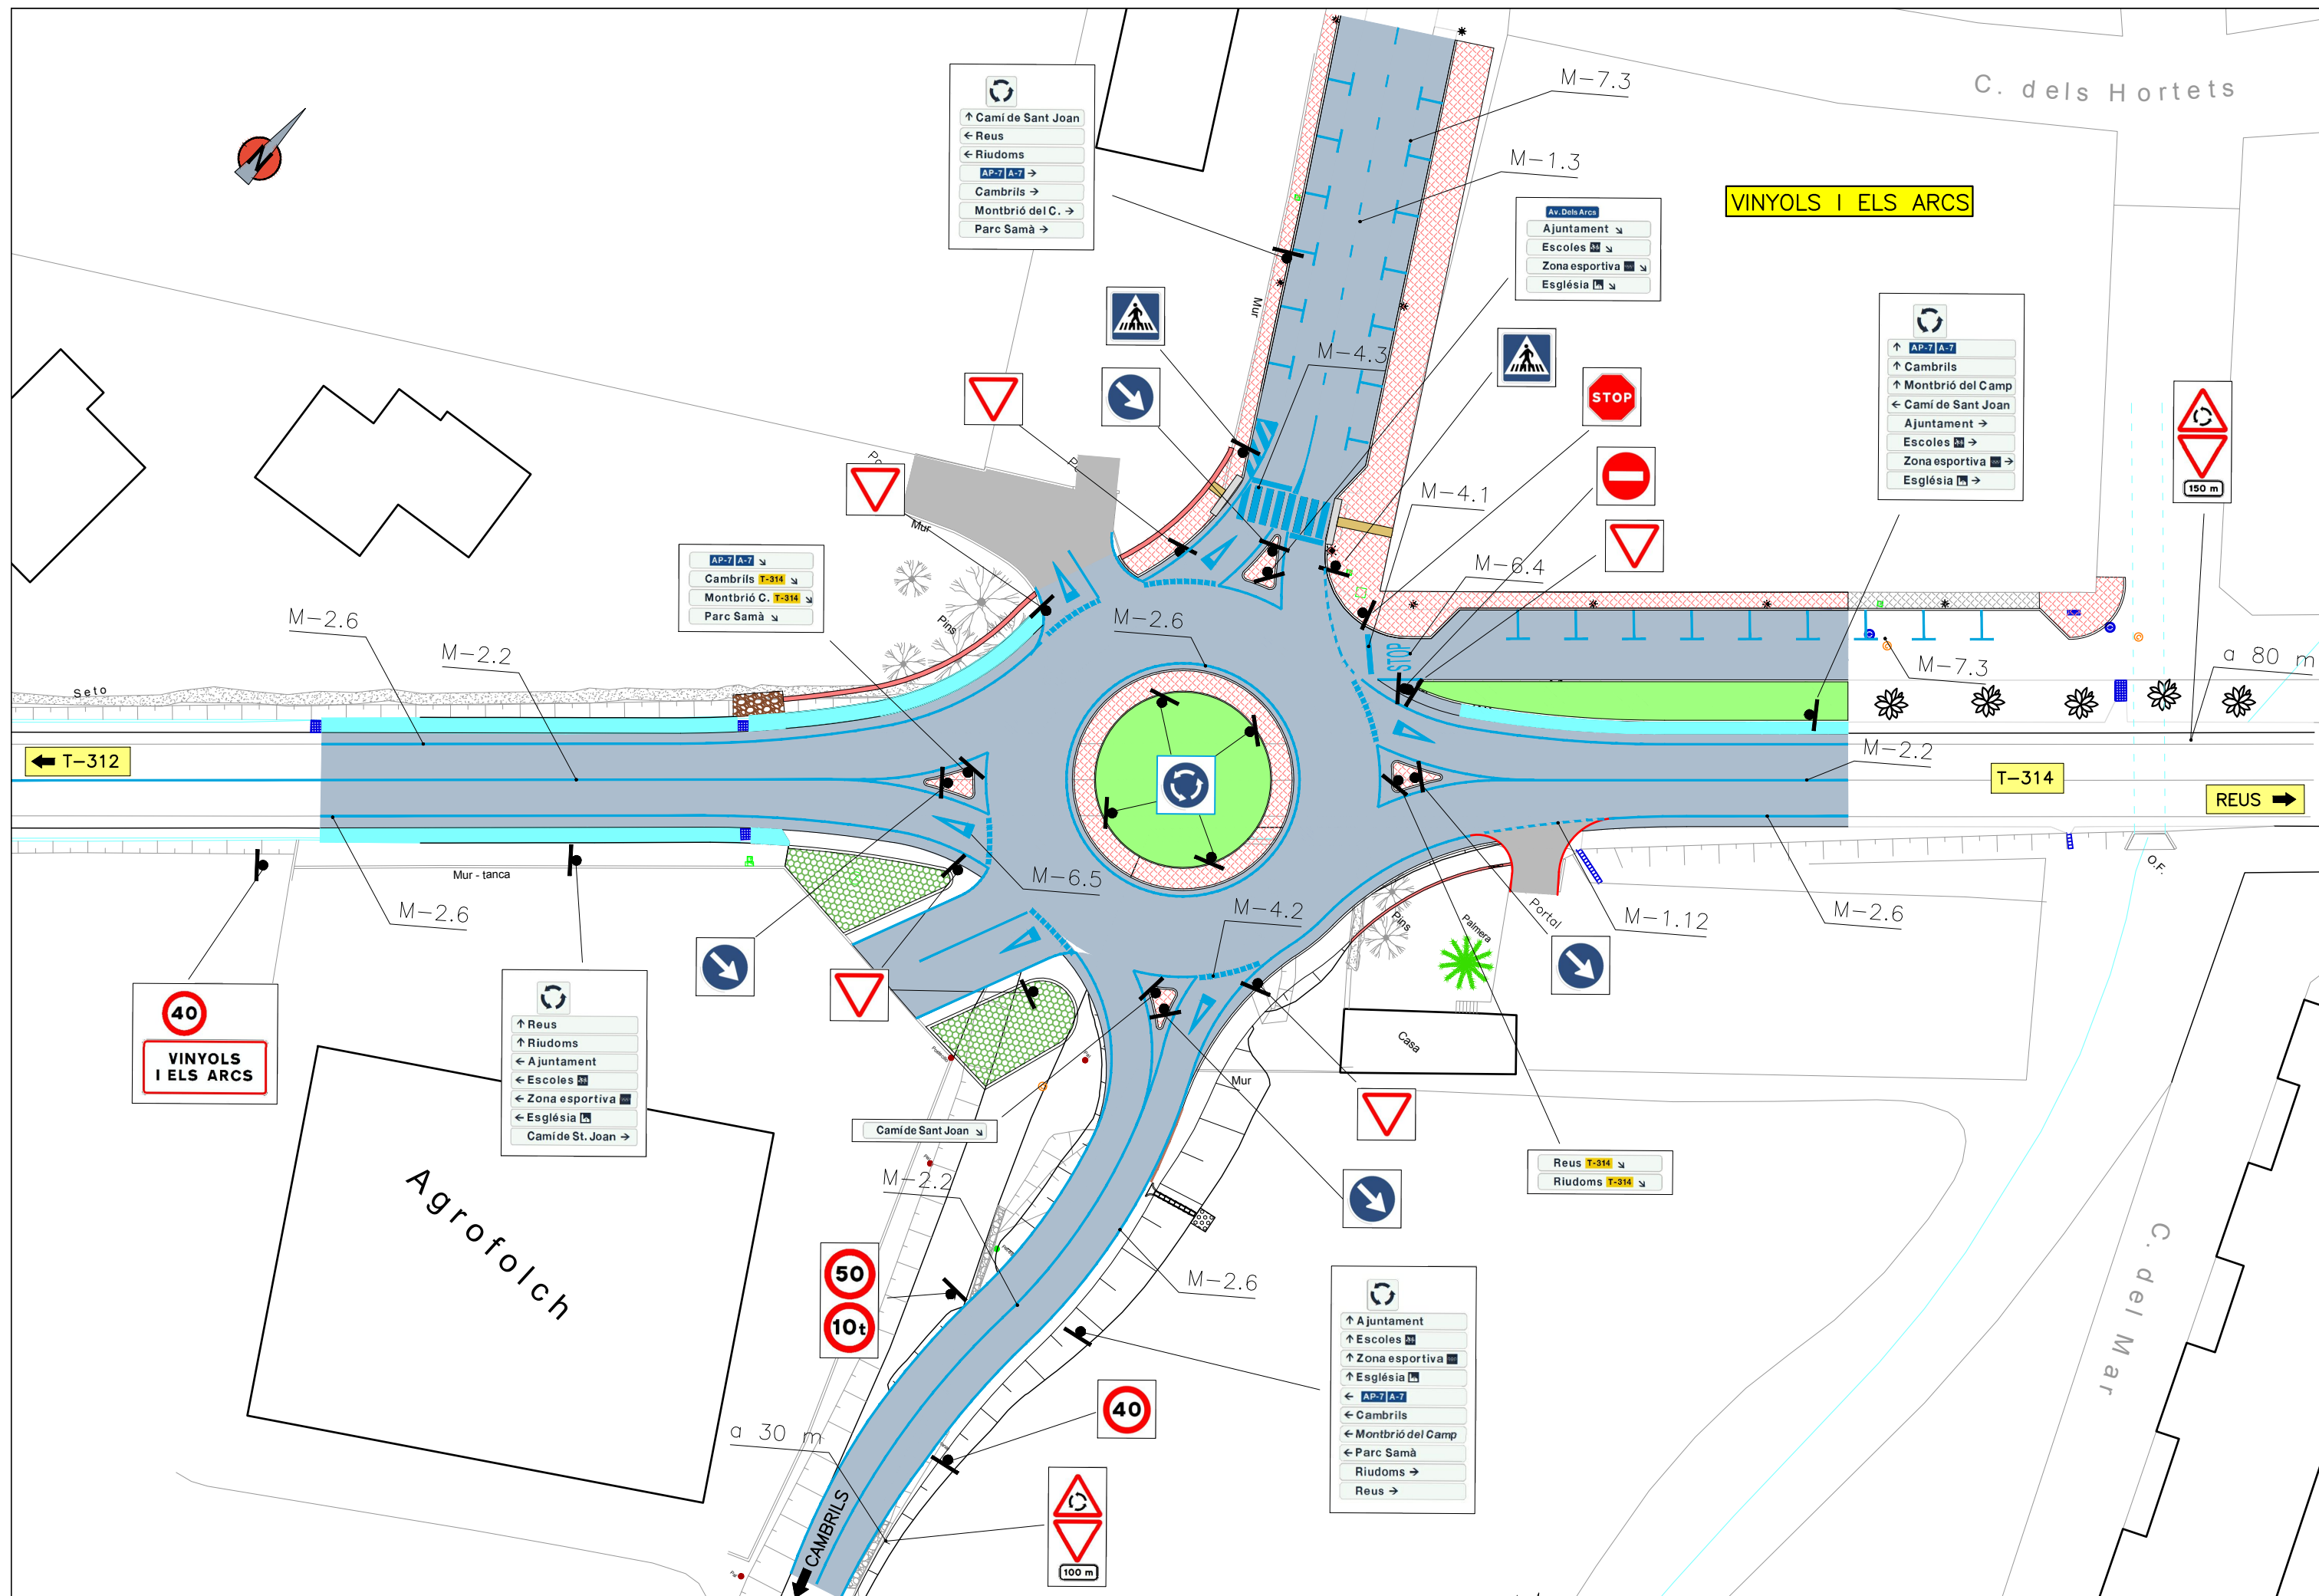 C. dels Hortets
M-7.3
M-1.3
VINYOLS I ELS ARCS
N
↑ Camí de Sant Joan
← Reus
← Riudoms
AP-7 A-7 →
Cambrils →
Montbrió del C. →
Parc Samà →
Av. Dels Arcs
Ajuntament ↘
Escoles ↘
Zona esportiva ↘
Església ↘
Mur
M-4.3
STOP
↑ AP-7 A-7
↑ Cambrils
↑ Montbrió del Camp
← Camí de Sant Joan
Ajuntament →
Escoles →
Zona esportiva →
Església →
150 m
M-4.1
M-6.4
Mur
AP-7 A-7 ↘
Cambrils T-314 ↘
Montbrió C. T-314 ↘
Parc Samà ↘
Pins
M-2.6
M-2.2
M-2.6
STOP
M-7.3
a 80 m
Seto
T-312
M-2.2
T-314
REUS
Mur - tanca
M-2.6
M-6.5
M-4.2
Pins
Palmera
Portal
M-1.12
M-2.6
O.F.
40
VINYOLS
I ELS ARCS
↑ Reus
↑ Riudoms
← Ajuntament
← Escoles
← Zona esportiva
← Església
Camí de St. Joan →
Casa
Mur
Camí de Sant Joan ↘
Reus T-314 ↘
Riudoms T-314 ↘
Agrofolch
M-2.2
M-2.6
50
10t
↑ Ajuntament
↑ Escoles
↑ Zona esportiva
↑ Església
← AP-7 A-7
← Cambrils
← Montbrió del Camp
← Parc Samà
Riudoms →
Reus →
C. del Mar
40
a 30 m
CAMBRILS
100 m